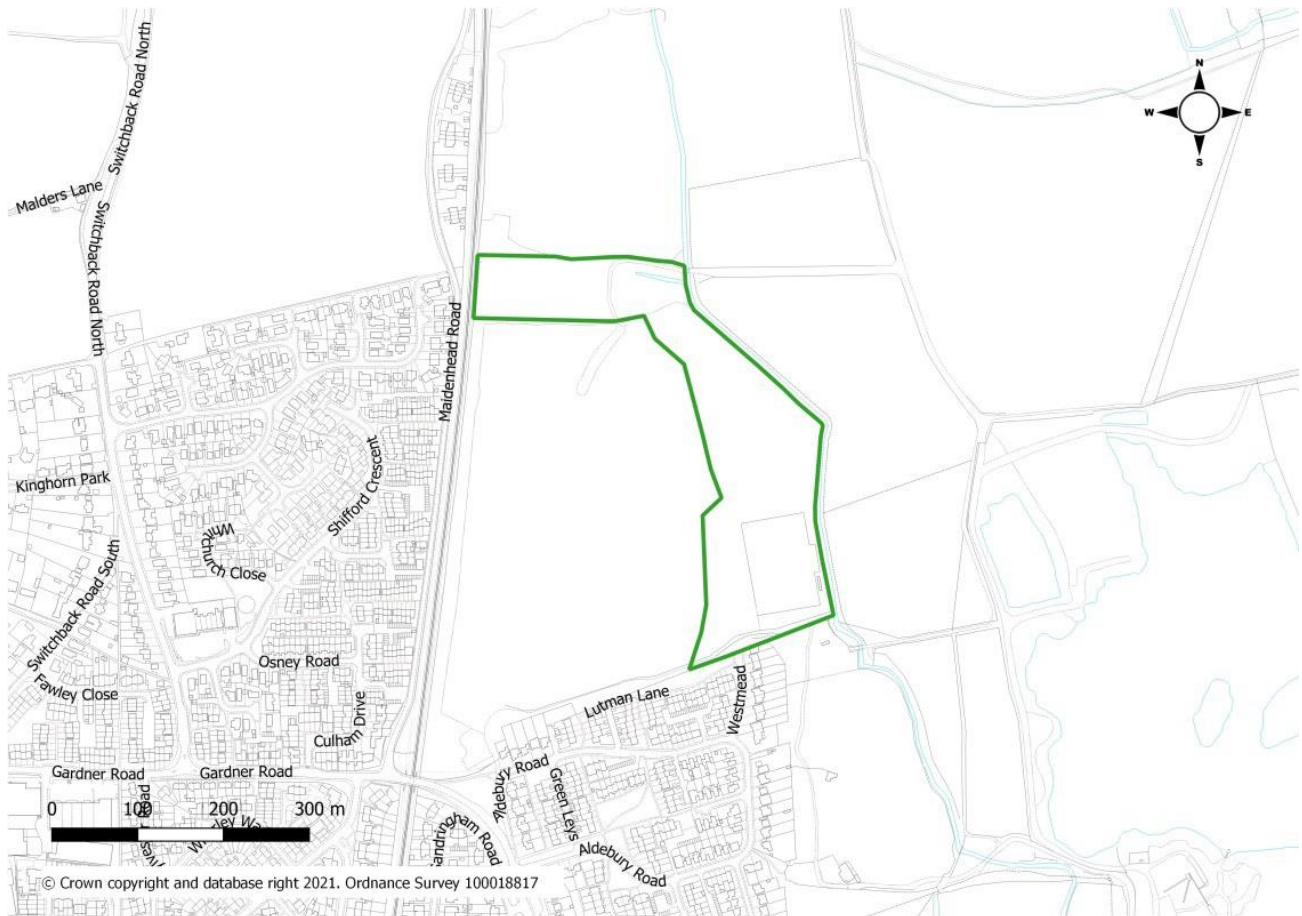 Switchback Road North
N
W
E
S
Malders Lane
Switchback Road North
Maidenhead Road
Kinghorn Park
Shifford Crescent
Whitchurch Close
Switchback Road South
Osney Road
Fawley Close
Lutman Lane
Westmead
Culham Drive
Gardner Road
Gardner Road
Aldebury Road
Green Leys
0 100 200 300 m
Aldebury Road
© Crown copyright and database right 2021. Ordnance Survey 100018817